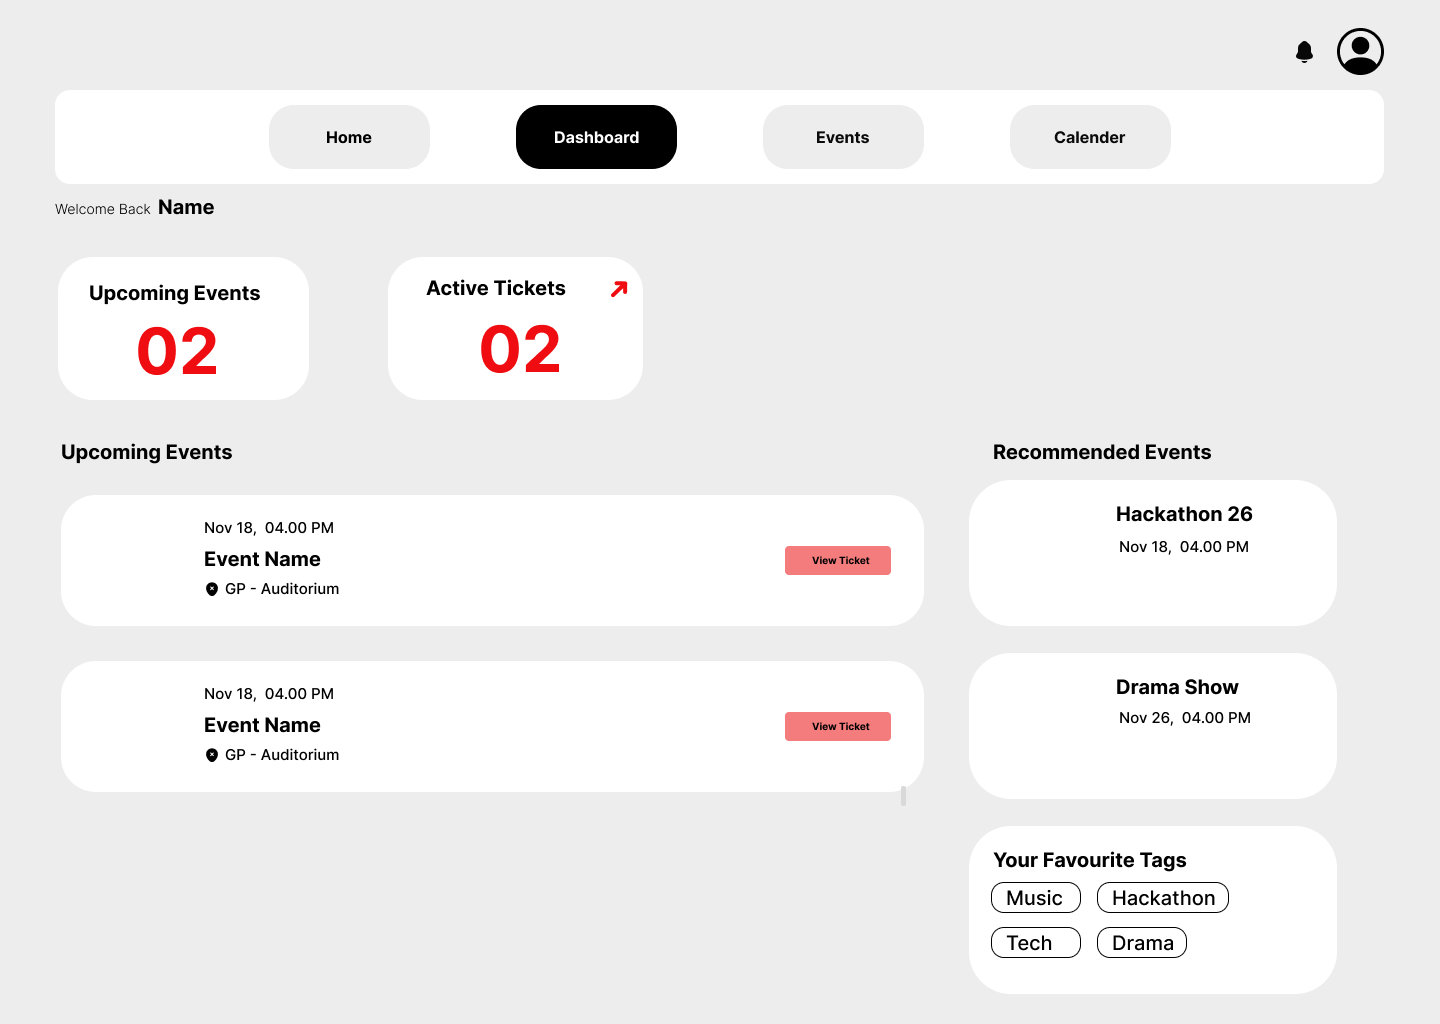 Home
Dashboard
Events
Calender
Welcome Back Name
Upcoming Events
02
Active Tickets
02
Upcoming Events
Nov 18, 04.00 PM
Event Name
GP - Auditorium
View Ticket
Nov 18, 04.00 PM
Event Name
GP - Auditorium
View Ticket
Recommended Events
Hackathon 26
Nov 18, 04.00 PM
Drama Show
Nov 26, 04.00 PM
Your Favourite Tags
Music
Hackathon
Tech
Drama